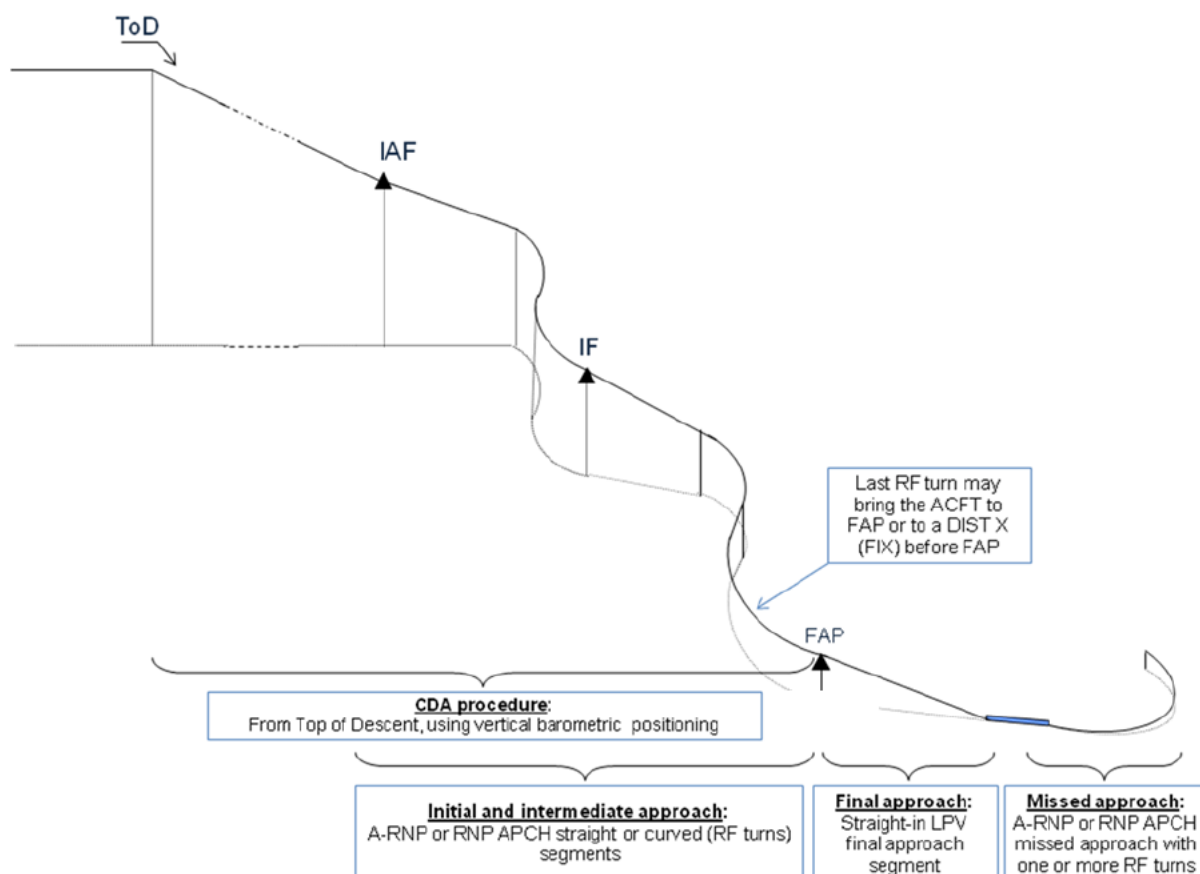 ToD
IAF
IF
Last RF turn may
bring the ACFT to
FAP or to a DIST X
(FIX) before FAP
FAP
CDA procedure:
From Top of Descent, using vertical barometric positioning
Initial and intermediate approach:
A-RNP or RNP APCH straight or curved (RF turns)
segments
Final approach:
Straight-in LPV
final approach
segment
Missed approach:
A-RNP or RNP APCH
missed approach with
one or more RF turns